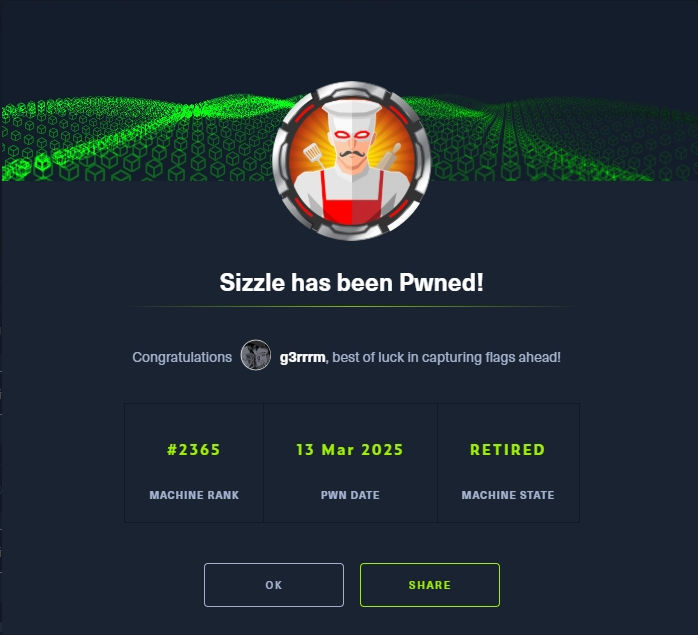 Sizzle has been Pwned!
Congratulations g3rrrm, best of luck in capturing flags ahead!
#2365 13 Mar 2025 RETIRED
MACHINE RANK PWN DATE MACHINE STATE
OK SHARE